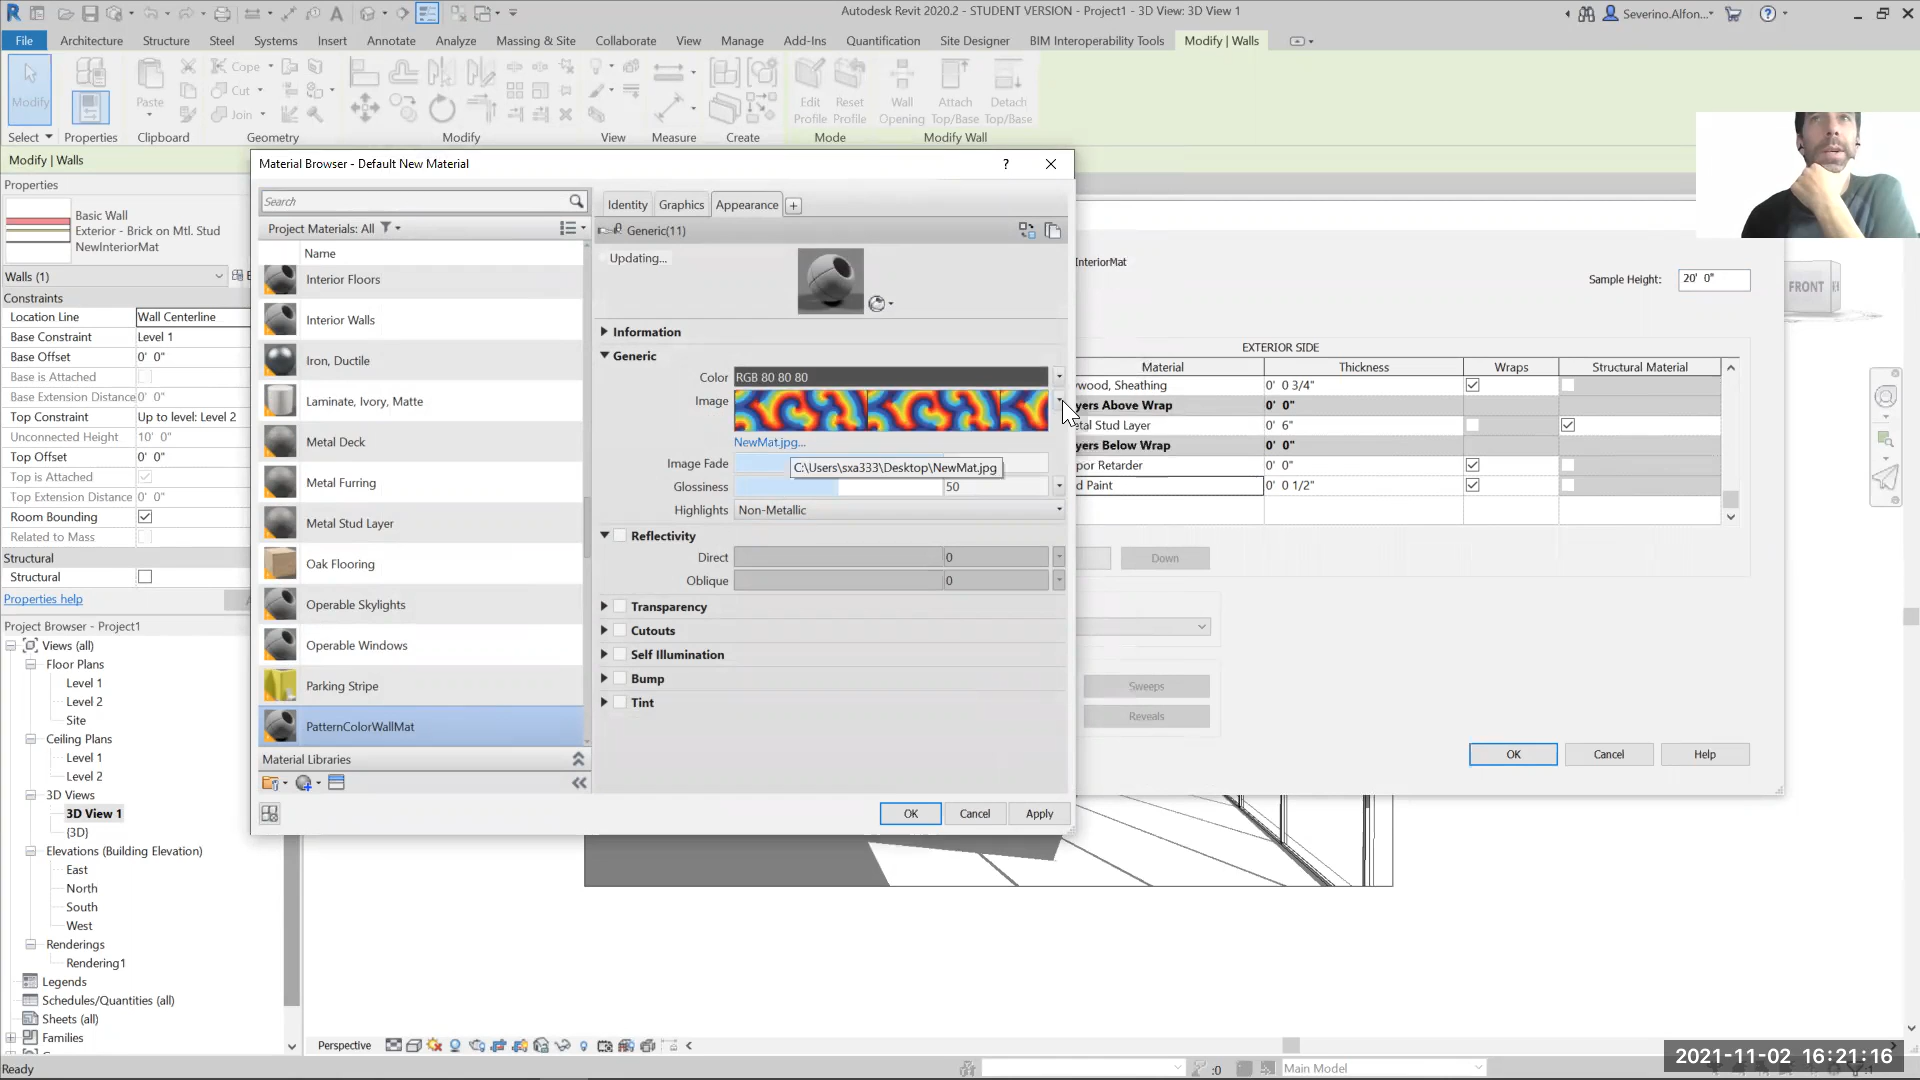 Autodesk Revit 2020.2 - STUDENT VERSION - Project1 - 3D View: 3D View 1
Severino.Alfon...
File Architecture Structure Steel Systems Insert Annotate Analyze Massing & Site Collaborate View Manage Add-Ins Quantification Site Designer BIM Interoperability Tools Modify | Walls
Cope
Cut
Join
Modify
Paste
Edit Profile
Reset Profile
Wall Opening
Attach Top/Base
Detach Top/Base
Select Properties Clipboard Geometry Modify View Measure Create Mode Modify Wall
Modify | Walls
Properties
Basic Wall
Exterior - Brick on Mtl. Stud
NewInteriorMat
Walls (1)
Constraints
Location Line Wall Centerline
Base Constraint Level 1
Base Offset 0' 0"
Base is Attached
Base Extension Distance 0' 0"
Top Constraint Up to level: Level 2
Unconnected Height 10' 0"
Top Offset 0' 0"
Top is Attached
Top Extension Distance 0' 0"
Room Bounding
Related to Mass
Structural
Structural
Properties help
Project Browser - Project1
Views (all)
Floor Plans
Level 1
Level 2
Site
Ceiling Plans
Level 1
Level 2
3D Views
3D View 1
{3D}
Elevations (Building Elevation)
East
North
South
West
Renderings
Rendering1
Legends
Schedules/Quantities (all)
Sheets (all)
Families
Ready
Material Browser - Default New Material
?
Search
Project Materials: All
Name
Interior Floors
Interior Walls
Iron, Ductile
Laminate, Ivory, Matte
Metal Deck
Metal Furring
Metal Stud Layer
Oak Flooring
Operable Skylights
Operable Windows
Parking Stripe
PatternColorWallMat
Material Libraries
Identity Graphics Appearance +
Generic(11)
Updating...
Information
Generic
Color RGB 80 80 80
Image
NewMat.jpg...
Image Fade
C:\Users\sxa333\Desktop\NewMat.jpg
Glossiness 50
Highlights Non-Metallic
Reflectivity
Direct 0
Oblique 0
Transparency
Cutouts
Self Illumination
Bump
Tint
OK Cancel Apply
InteriorMat
Sample Height: 20' 0"
FRONT
EXTERIOR SIDE
Material Thickness Wraps Structural Material
wood, Sheathing 0' 0 3/4"
yers Above Wrap 0' 0"
etal Stud Layer 0' 6"
yers Below Wrap 0' 0"
por Retarder 0' 0"
d Paint 0' 0 1/2"
Down
Sweeps
Reveals
OK Cancel Help
Perspective
:0
Main Model
2021-11-02 16:21:16